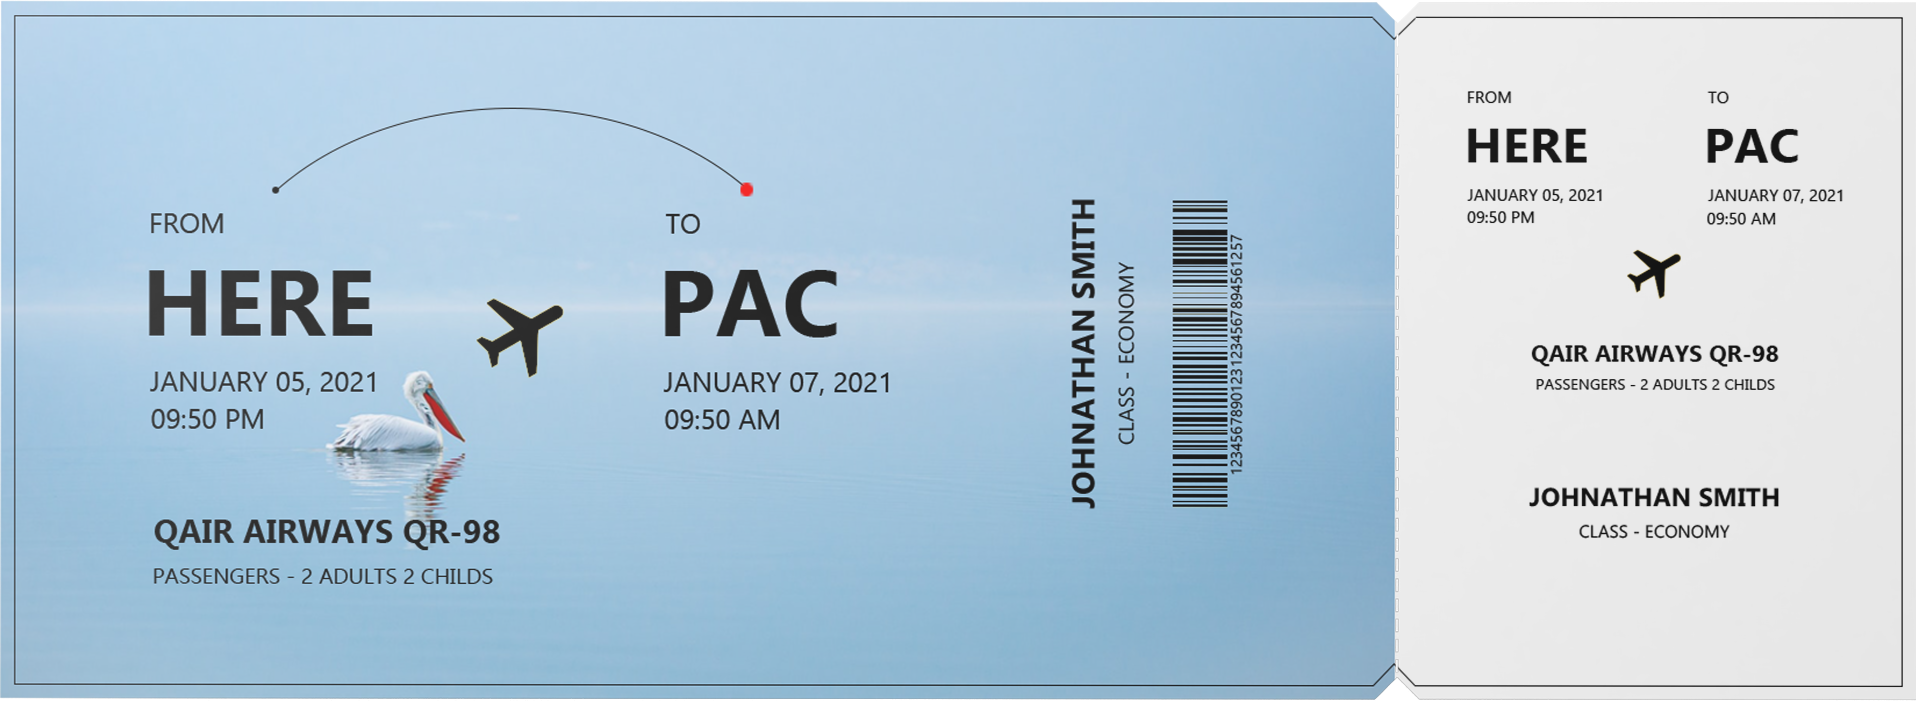 FROM
HERE
JANUARY 05, 2021
09:50 PM
TO
PAC
JANUARY 07, 2021
09:50 AM
QAIR AIRWAYS QR-98
PASSENGERS - 2 ADULTS 2 CHILDS
JOHNATHAN SMITH
CLASS - ECONOMY
123456789012312345678945561257
FROM
HERE
JANUARY 05, 2021
09:50 PM
TO
PAC
JANUARY 07, 2021
09:50 AM
QAIR AIRWAYS QR-98
PASSENGERS - 2 ADULTS 2 CHILDS
JOHNATHAN SMITH
CLASS - ECONOMY